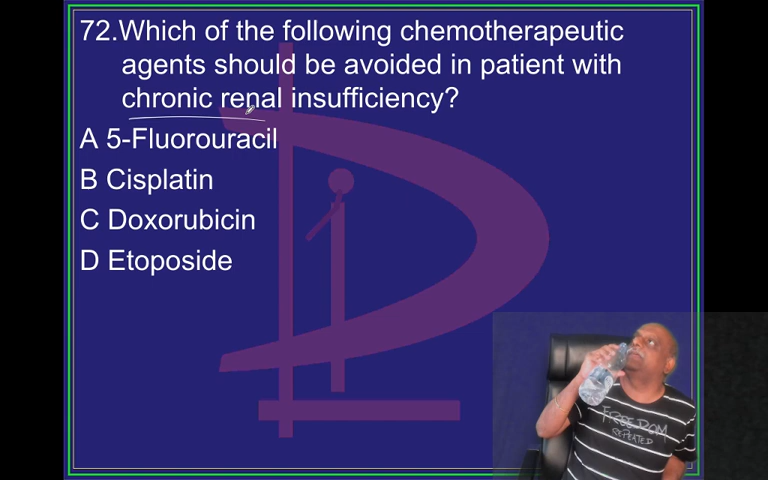 72.Which of the following chemotherapeutic
agents should be avoided in patient with
chronic renal insufficiency?
A 5-Fluorouracil
B Cisplatin
C Doxorubicin
D Etoposide
FREEDOM
REPEATED